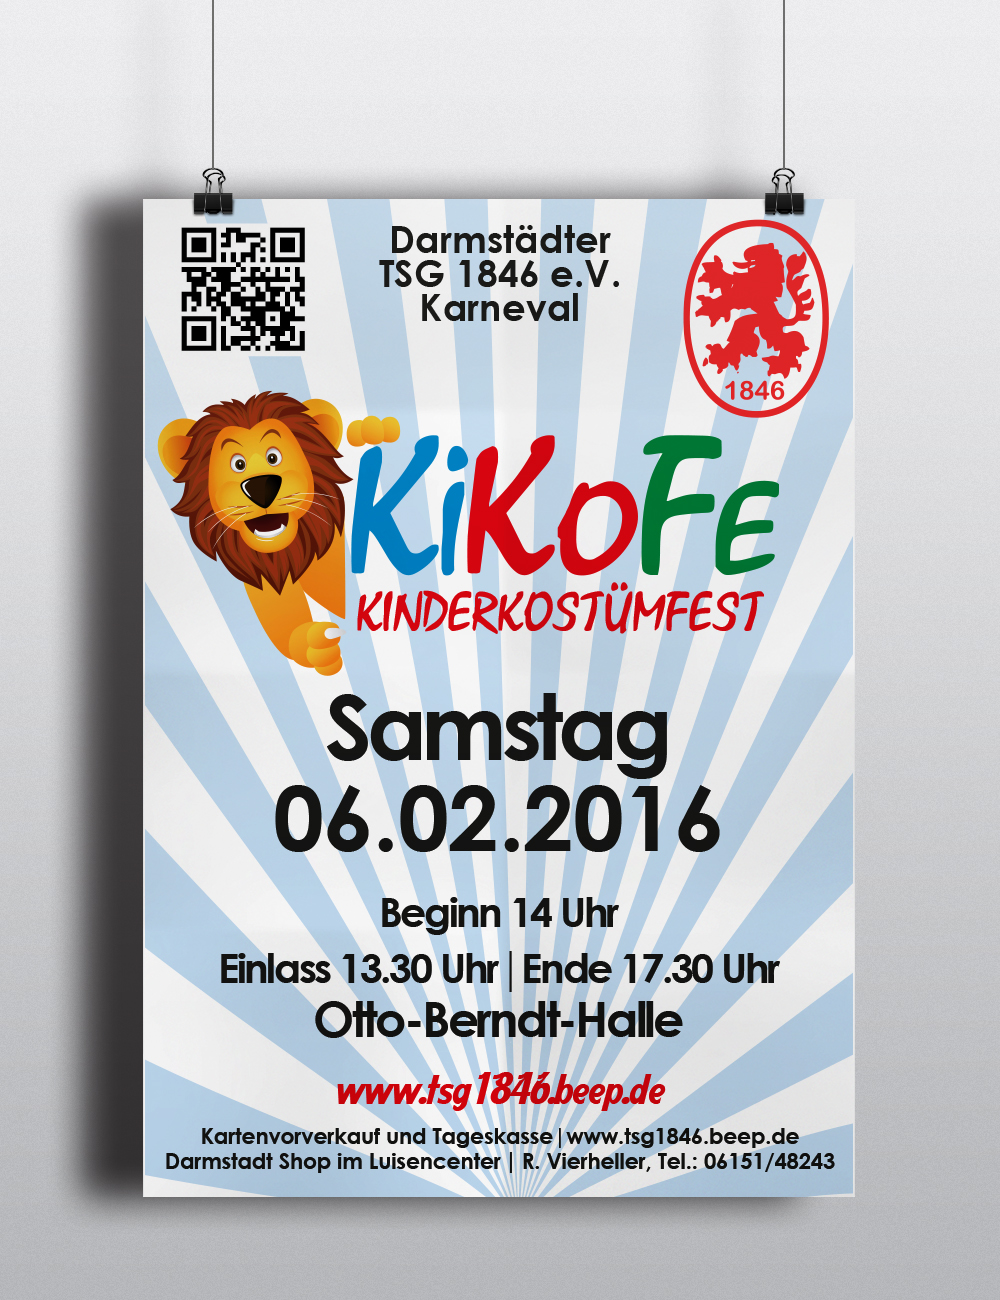 Darmstädter
TSG 1846 e.V.
Karneval
1846
KiKoFe
KINDERKOSTÜMFEST
Samstag
06.02.2016
Beginn 14 Uhr
Einlass 13.30 Uhr | Ende 17.30 Uhr
Otto-Berndt-Halle
www.tsg1846.beep.de
Kartenvorverkauf und Tageskasse|www.tsg1846.beep.de
Darmstadt Shop im Luisencenter | R. Vierheller, Tel.: 06151/48243